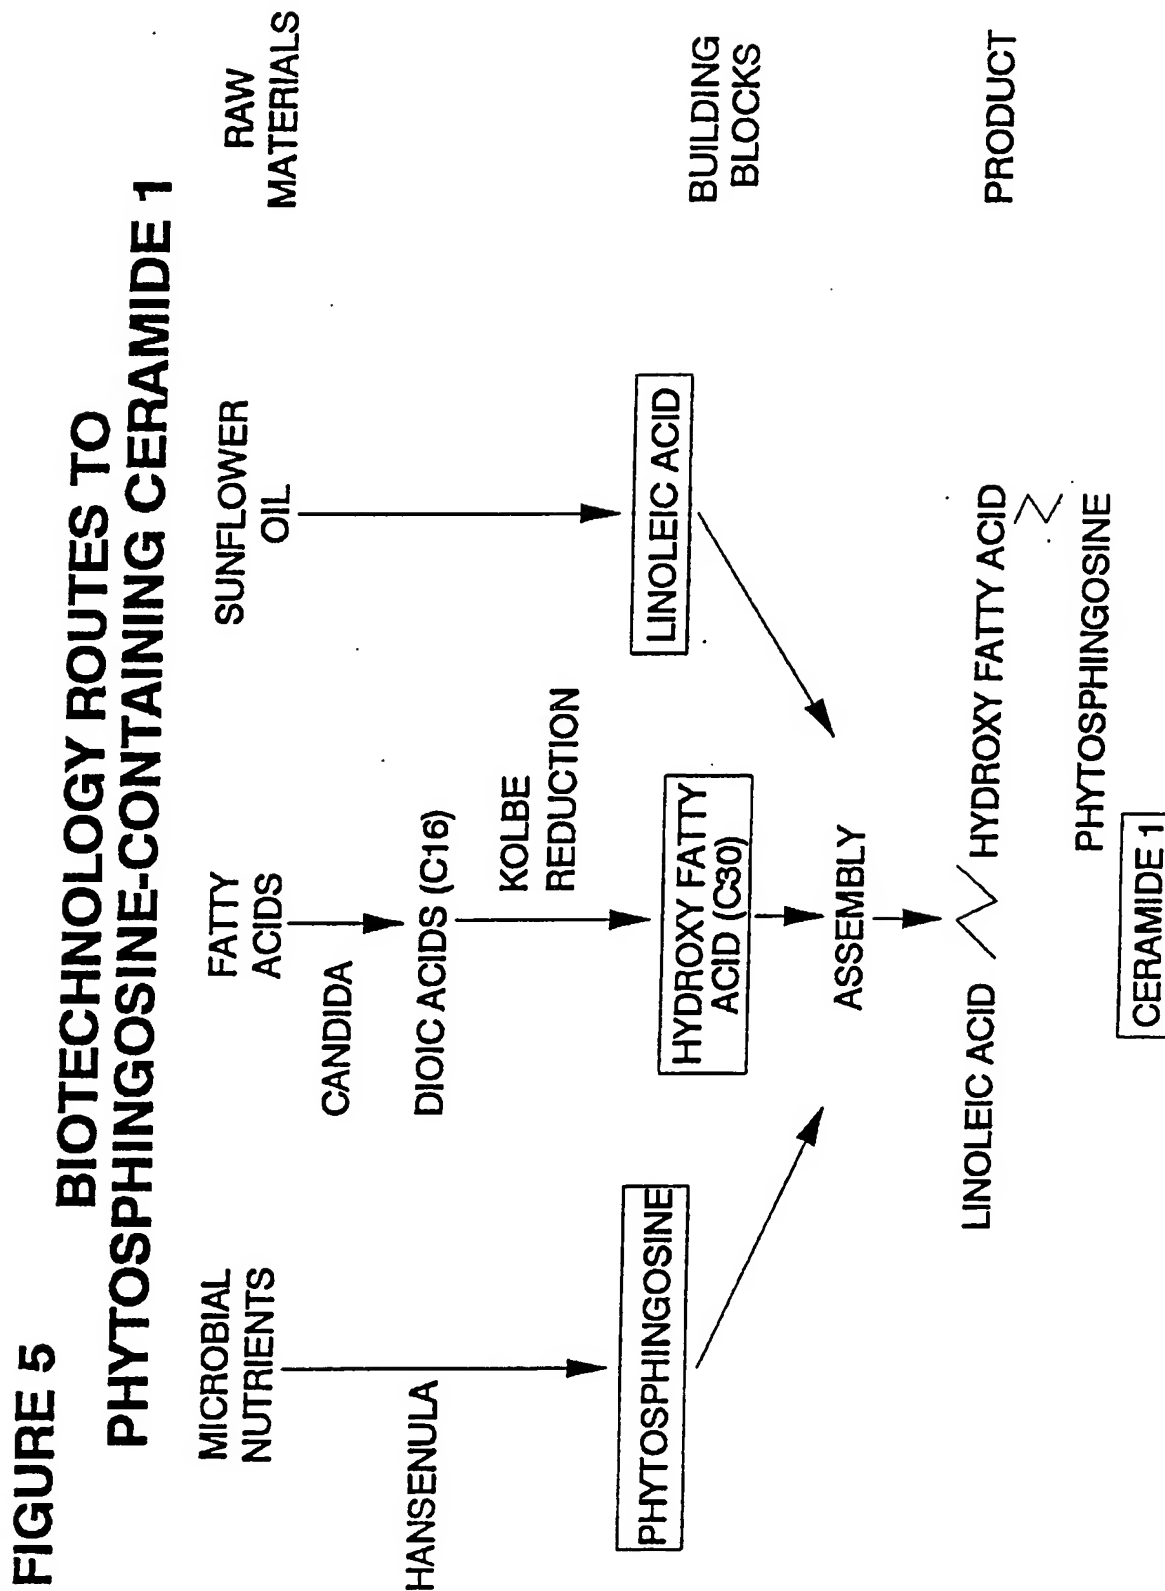 FIGURE 5
BIOTECHNOLOGY ROUTES TO
PHYTOSPHINGOSINE-CONTAINING CERAMIDE 1
MICROBIAL
NUTRIENTS
FATTY
ACIDS
SUNFLOWER
OIL
RAW
MATERIALS
HANSENULA
CANDIDA
DIOIC ACIDS (C16)
KOLBE
REDUCTION
PHYTOSPHINGOSINE
HYDROXY FATTY
ACID (C30)
LINOLEIC ACID
BUILDING
BLOCKS
ASSEMBLY
LINOLEIC ACID HYDROXY FATTY ACID
PHYTOSPHINGOSINE
PRODUCT
CERAMIDE 1